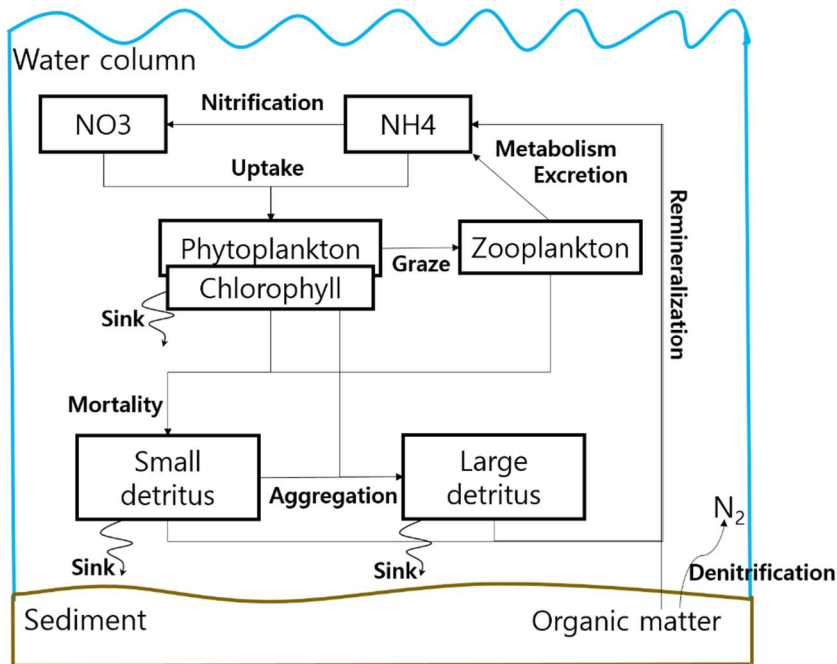 Water column
Nitrification
NO3
NH4
Metabolism
Excretion
Uptake
Remineralization
Phytoplankton
Zooplankton
Graze
Chlorophyll
Sink
Mortality
Small
detritus
Large
detritus
Aggregation
N2
Sink
Sink
Denitrification
Sediment
Organic matter